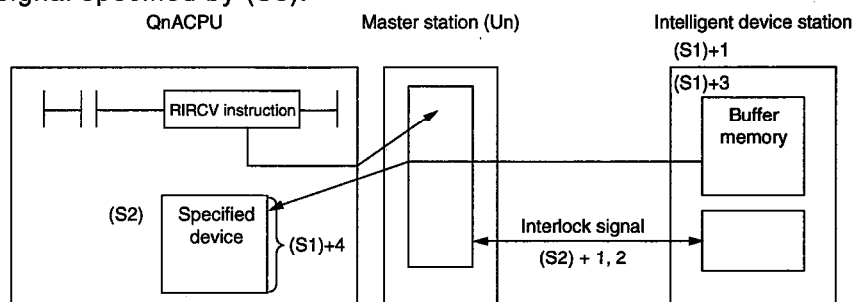 signal specified by (S3).
QnACPU
Master station (Un)
Intelligent device station
(S1)+1
(S1)+3
RIRCV instruction
Buffer
memory
(S2)
Specified
device
(S1)+4
Interlock signal
(S2) + 1, 2